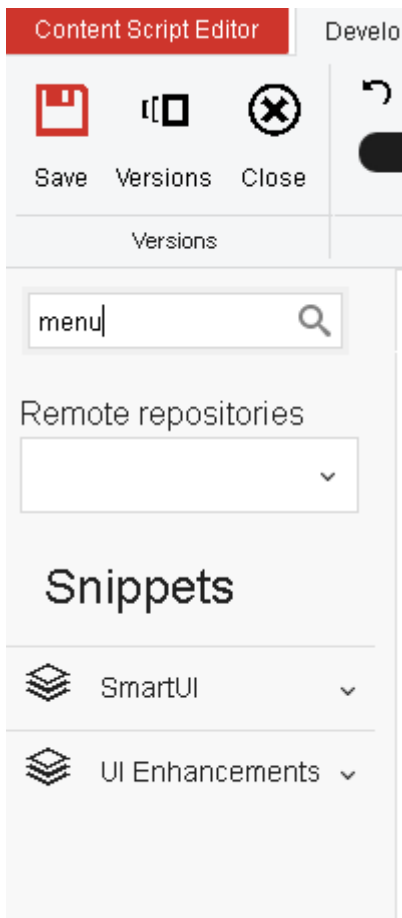 Content Script Editor
Develo
Save Versions Close
Versions
menu
Remote repositories
Snippets
SmartUI
UI Enhancements